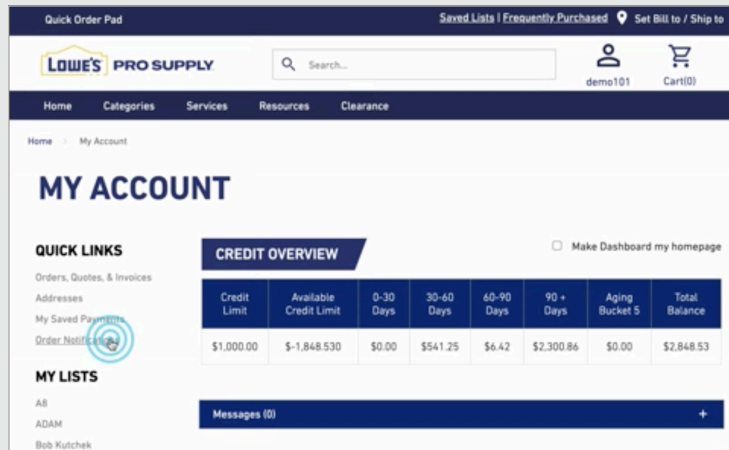 Quick Order Pad
Saved Lists | Frequently Purchased Set Bill to / Ship to
LOWE'S PRO SUPPLY
Search...
demo101
Cart(0)
Home Categories Services Resources Clearance
Home My Account
MY ACCOUNT
QUICK LINKS
Orders, Quotes, & Invoices
Addresses
My Saved Payments
Order Notifications
MY LISTS
A8
ADAM
Bob Kutchek
CREDIT OVERVIEW
Make Dashboard my homepage
Credit Limit Available Credit Limit 0-30 Days 30-60 Days 60-90 Days 90 + Days Aging Bucket 5 Total Balance
$1,000.00 $-1,848.530 $0.00 $541.25 $6.42 $2,300.86 $0.00 $2,848.53
Messages (0) +